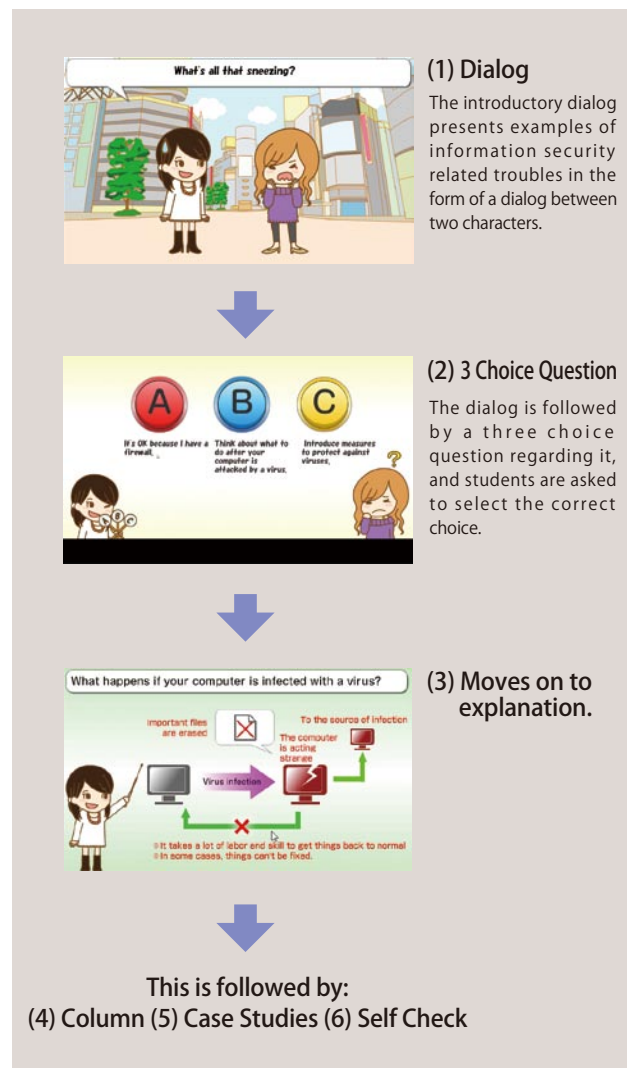 What's all that sneezing?
(1) Dialog
The introductory dialog
presents examples of
information security
related troubles in the
form of a dialog between
two characters.
A
B
C
It's OK because I have a
firewall.
Think about what to
do after your
computer is
attacked by a virus.
Introduce measures
to protect against
viruses.
?
A B C
(2) 3 Choice Question
The dialog is followed
by a three choice
question regarding it,
and students are asked
to select the correct
choice.
What happens if your computer is infected with a virus?
Important files
are erased
To the source of infection
The computer
is acting
strange
Virus infection
It takes a lot of labor and skill to get things back to normal
In some cases, things can't be fixed.
(3) Moves on to
explanation.
This is followed by:
(4) Column (5) Case Studies (6) Self Check